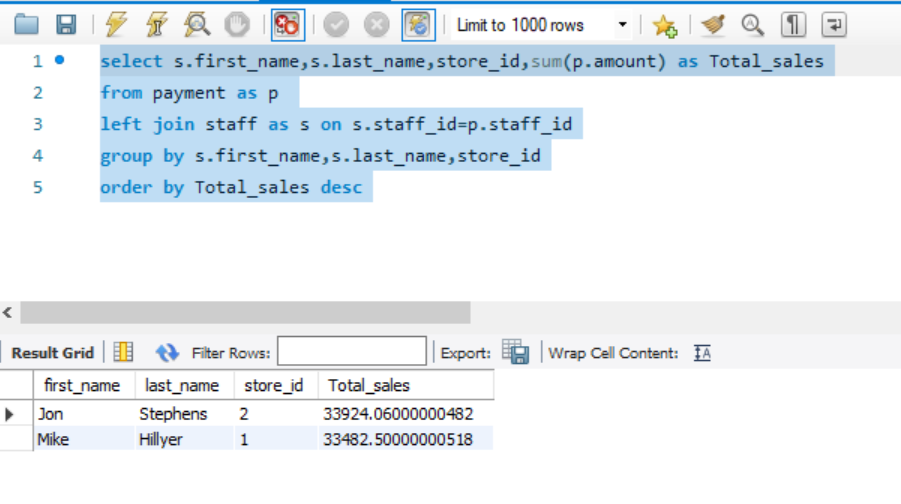 Limit to 1000 rows
1 select s.first_name,s.last_name,store_id,sum(p.amount) as Total_sales
2 from payment as p
3 left join staff as s on s.staff_id=p.staff_id
4 group by s.first_name,s.last_name,store_id
5 order by Total_sales desc
Result Grid Filter Rows: Export: Wrap Cell Content:
first_name last_name store_id Total_sales
Jon Stephens 2 33924.06000000482
Mike Hillyer 1 33482.50000000518